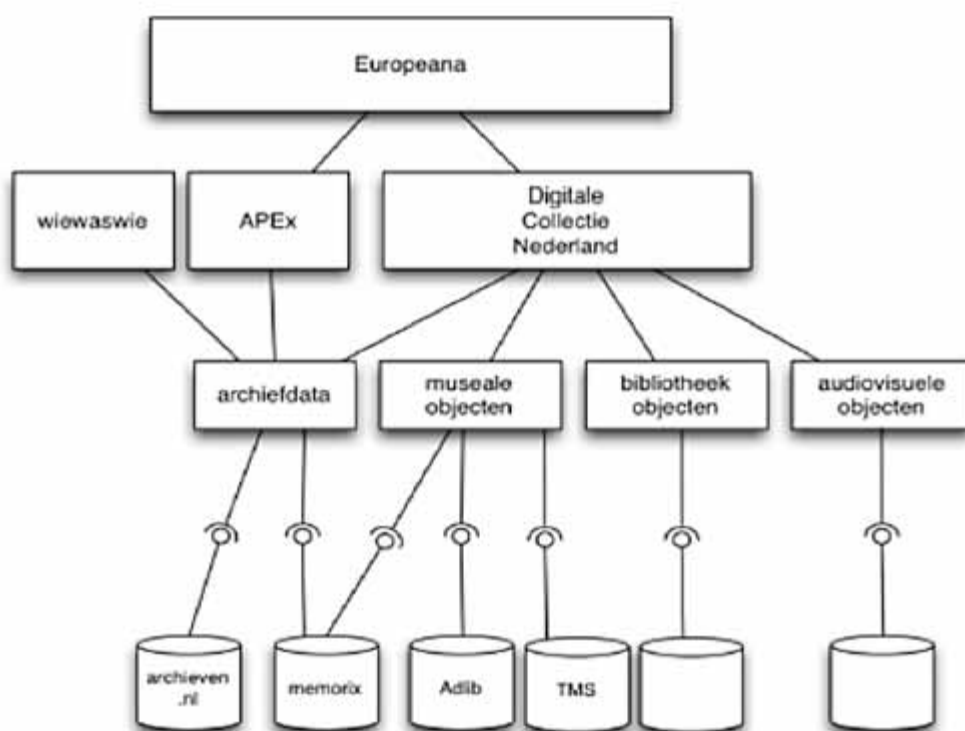 Europeana
wiewaswie
APEx
Digitale
Collectie
Nederland
archiefdata
museale
objecten
bibliotheek
objecten
audiovisuele
objecten
archieven
.nl
memorix
Adlib
TMS